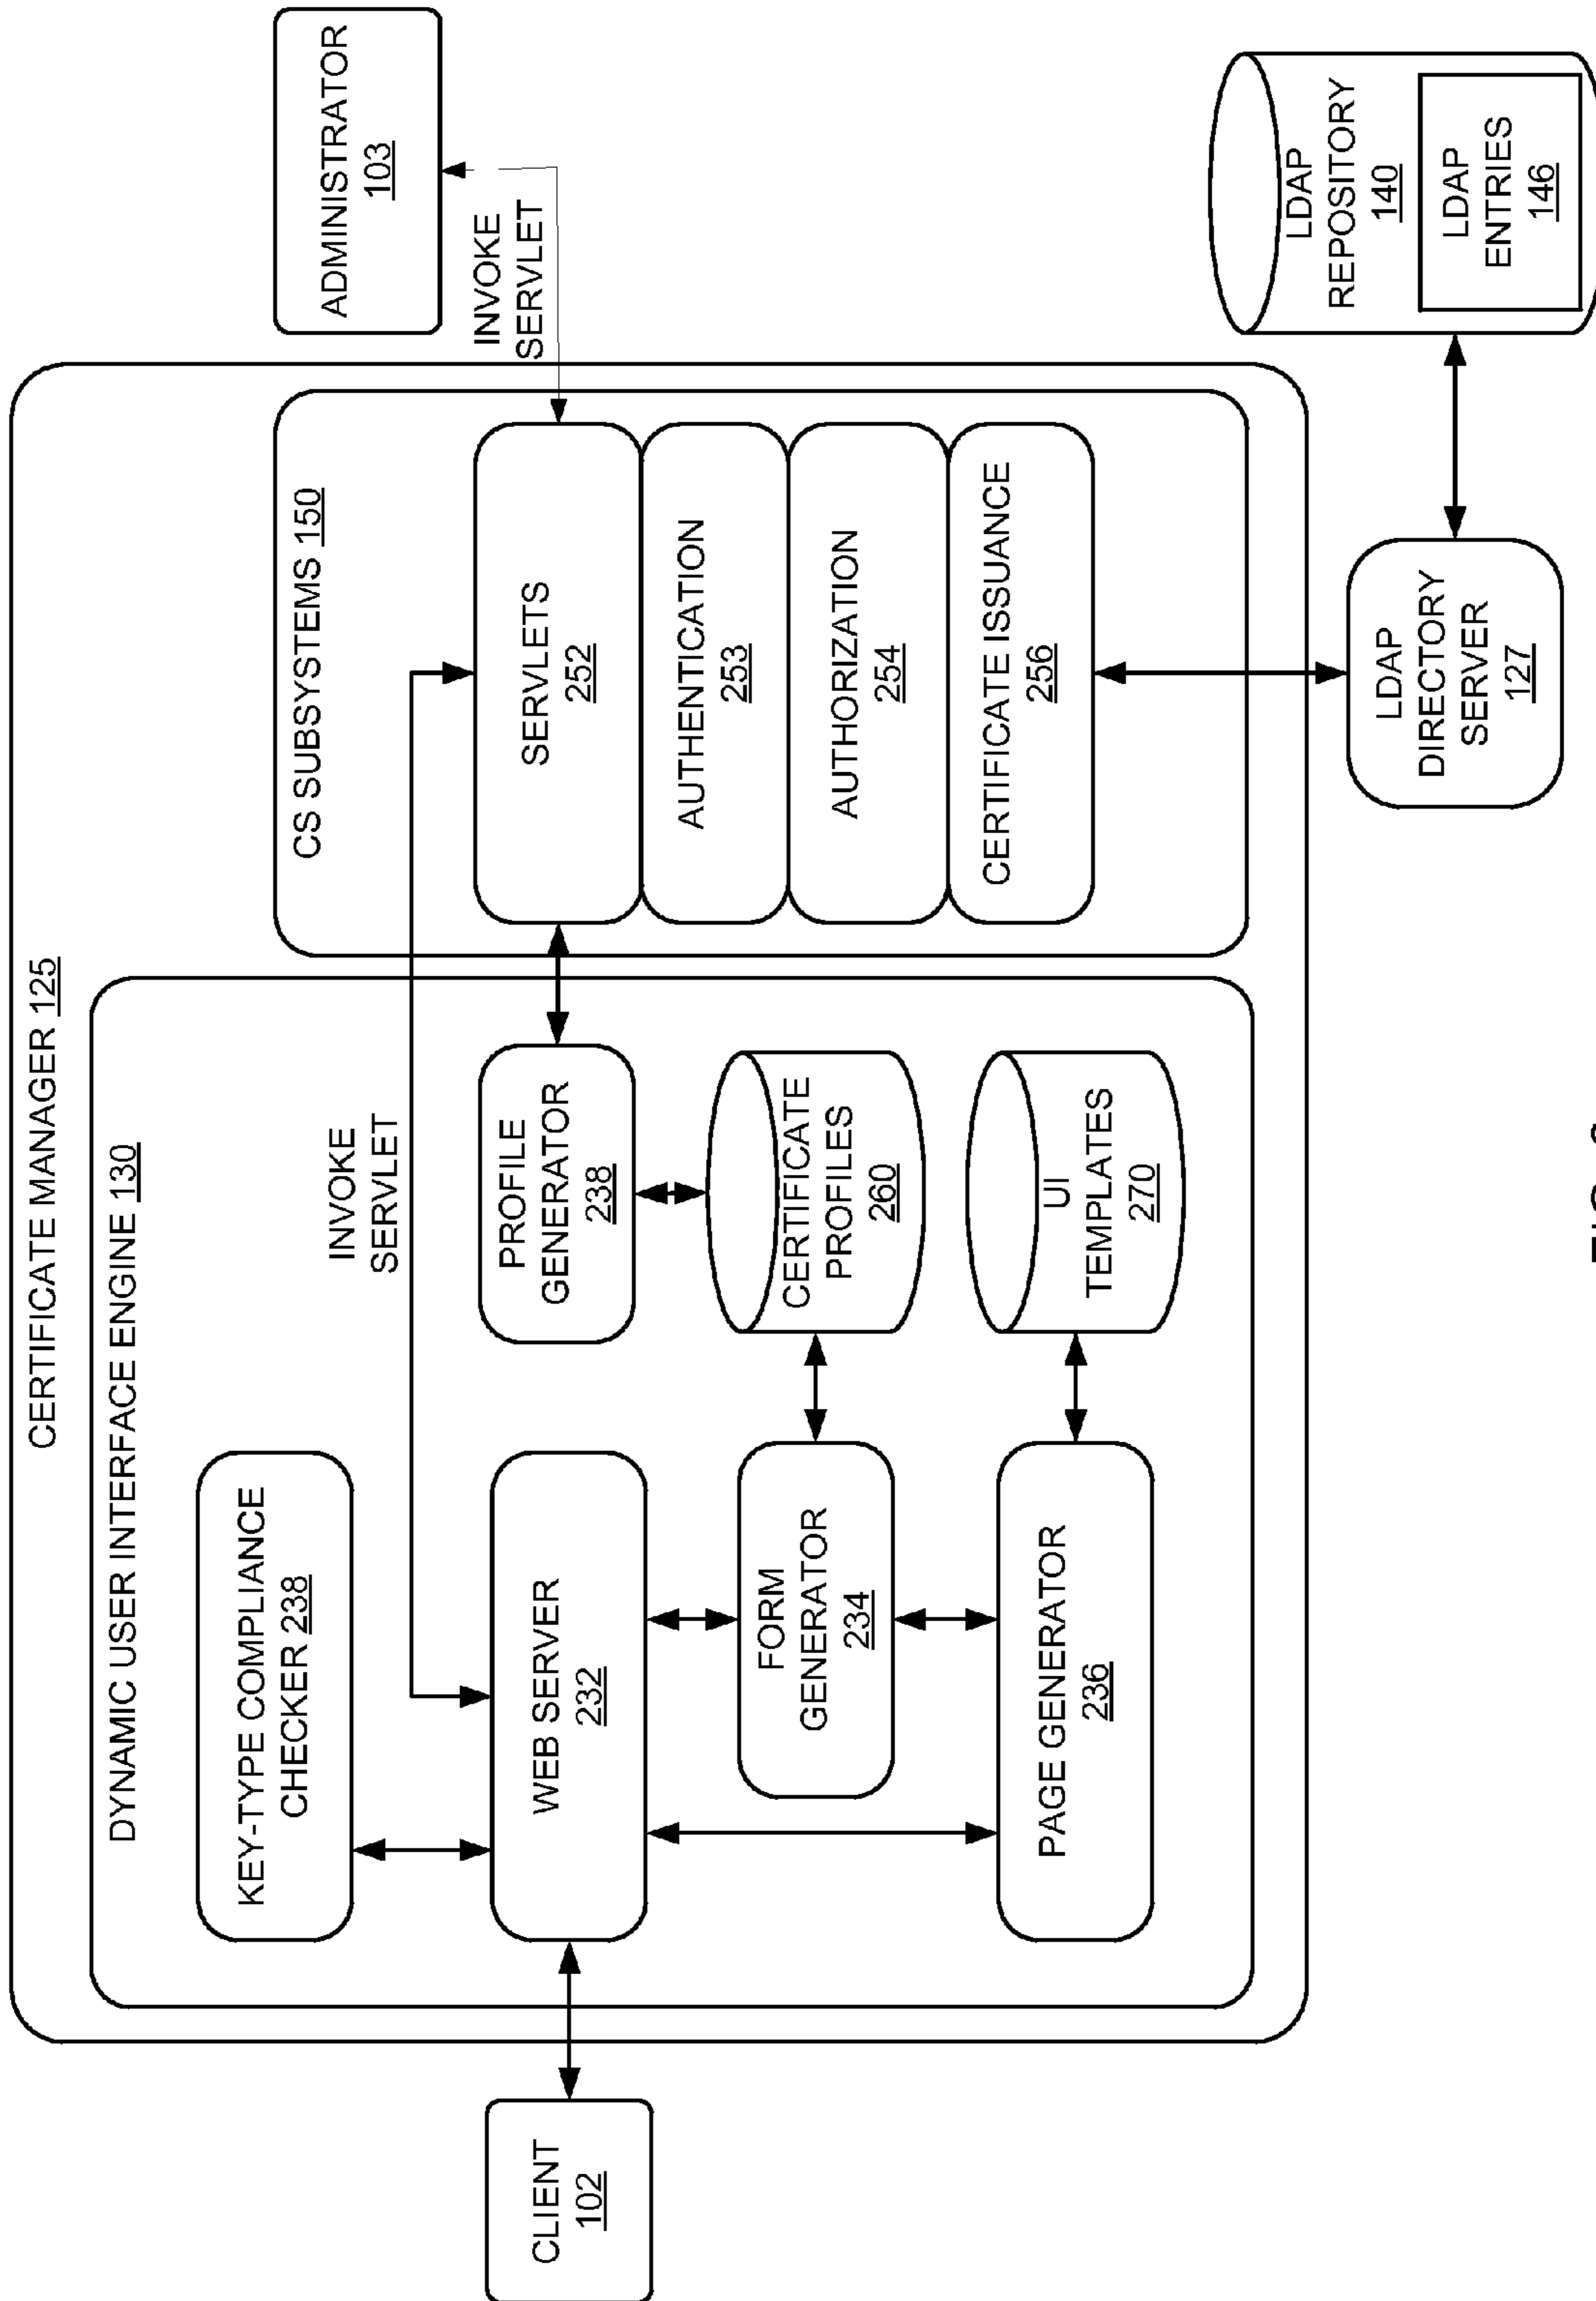 CERTIFICATE MANAGER 125
DYNAMIC USER INTERFACE ENGINE 130
KEY-TYPE COMPLIANCE
CHECKER 238
INVOKE
SERVLET
CLIENT
102
WEB SERVER
232
FORM
GENERATOR
234
PAGE GENERATOR
236
PROFILE
GENERATOR
238
CERTIFICATE
PROFILES
260
UI
TEMPLATES
270
CS SUBSYSTEMS 150
SERVLETS
252
AUTHENTICATION
253
AUTHORIZATION
254
CERTIFICATE ISSUANCE
256
ADMINISTRATOR
103
INVOKE
SERVLET
LDAP
DIRECTORY
SERVER
127
LDAP
REPOSITORY
140
LDAP
ENTRIES
146